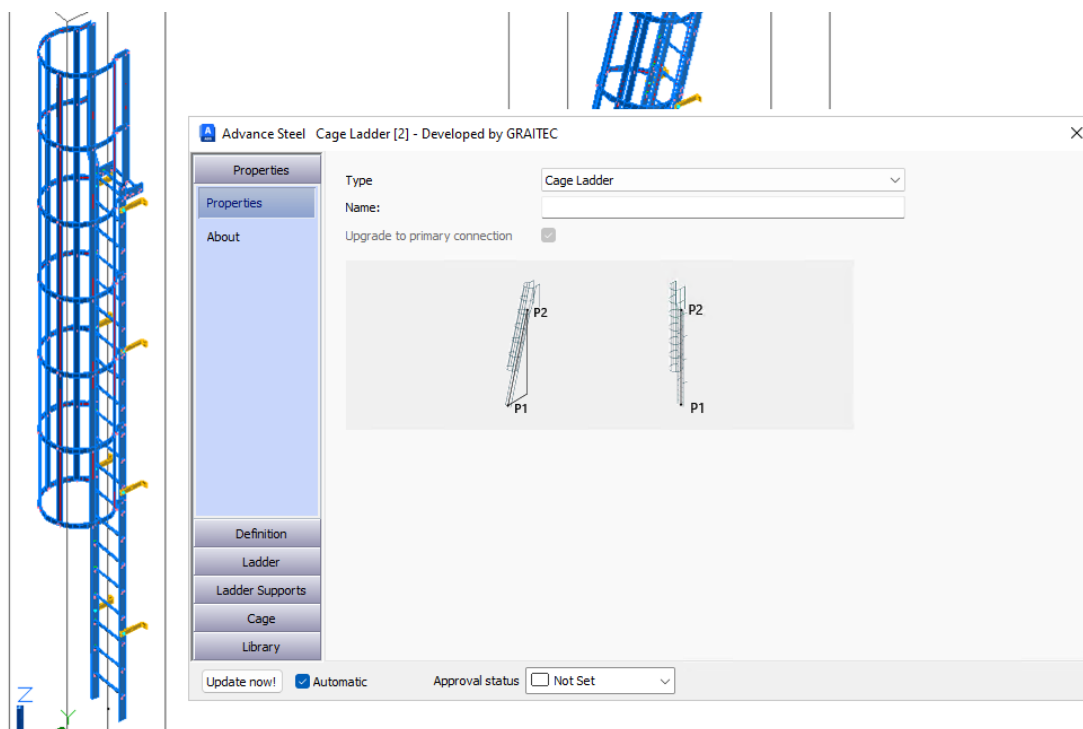 Advance Steel Cage Ladder [2] - Developed by GRAITEC
Properties
Properties
About
Definition
Ladder
Ladder Supports
Cage
Library
Type
Cage Ladder
Name:
Upgrade to primary connection
P2
P1
P2
P1
Update now!
Automatic
Approval status
Not Set
Z
Y